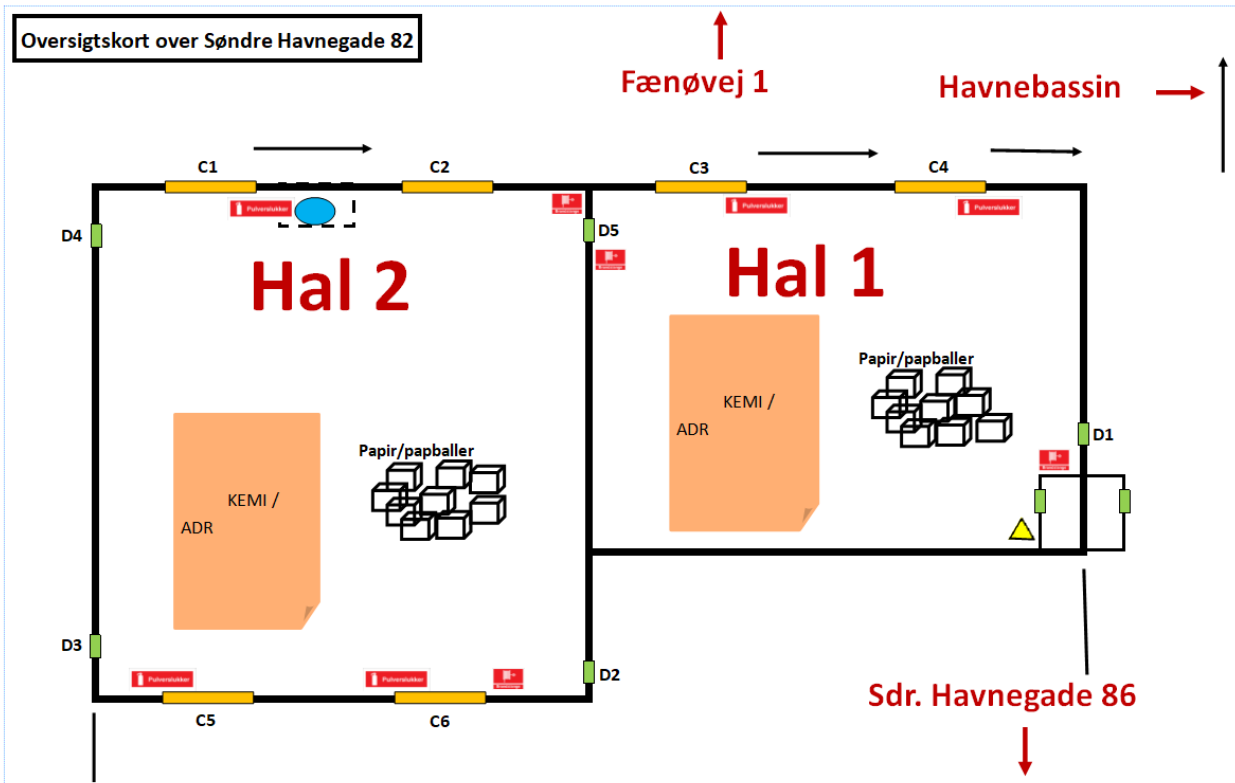 Oversigtskort over Søndre Havnegade 82
Fænøvej 1
Havnebassin
C1
C2
C3
C4
Pulverslukker
Pulverslukker
Pulverslukker
D4
D5
Hal 2
Hal 1
Papir/papballer
KEMI /
ADR
D1
Papir/papballer
KEMI /
ADR
D3
D2
Pulverslukker
Pulverslukker
C5
C6
Sdr. Havnegade 86